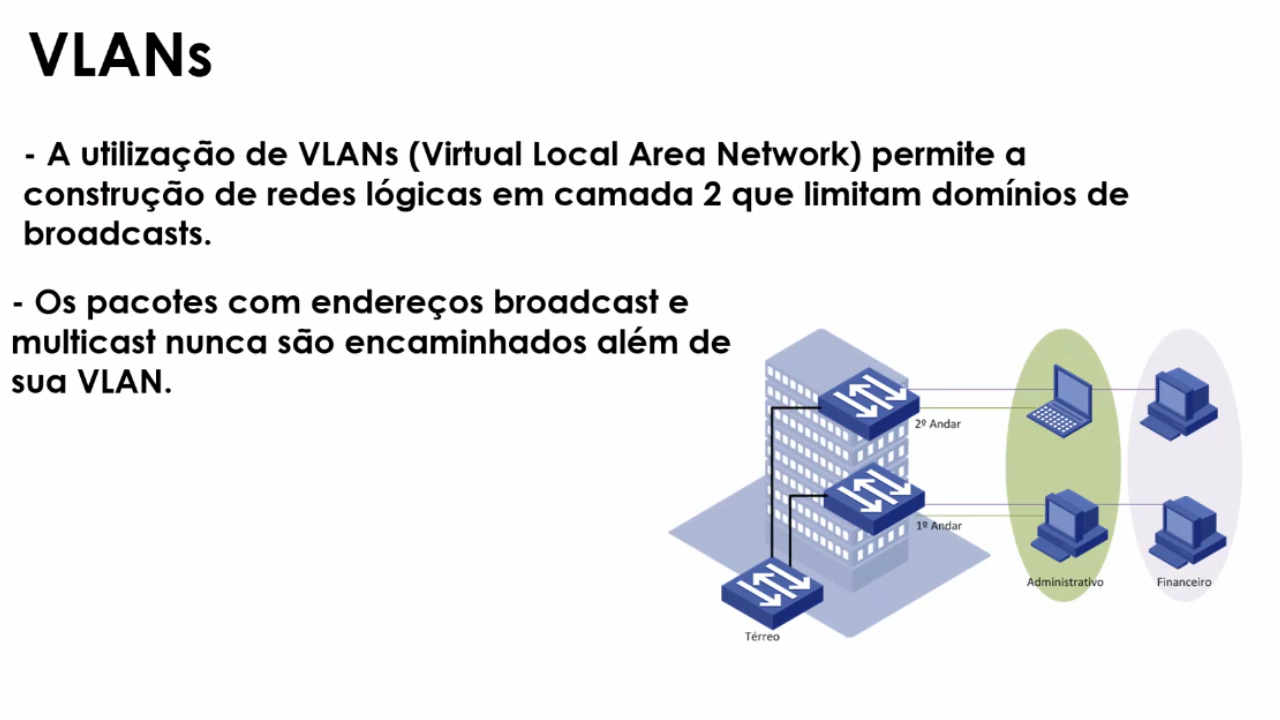 VLANs
- A utilização de VLANs (Virtual Local Area Network) permite a
construção de redes lógicas em camada 2 que limitam domínios de
broadcasts.
- Os pacotes com endereços broadcast e
multicast nunca são encaminhados além de
sua VLAN.
2º Andar
1º Andar
Administrativo
Financeiro
Térreo